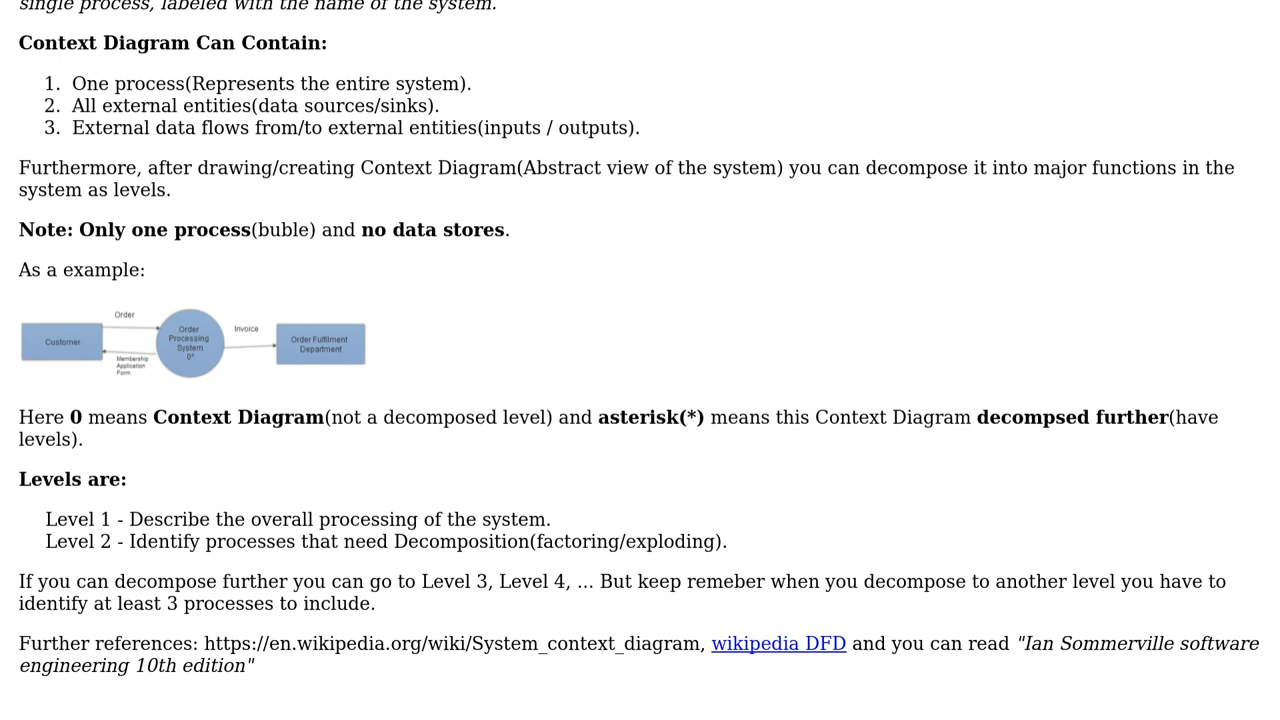 single process, labeled with the name of the system.
Context Diagram Can Contain:
1. One process(Represents the entire system).
2. All external entities(data sources/sinks).
3. External data flows from/to external entities(inputs / outputs).
Furthermore, after drawing/creating Context Diagram(Abstract view of the system) you can decompose it into major functions in the
system as levels.
Note: Only one process(buble) and no data stores.
As a example:
Order
Customer
Membership
Application
Form
Order
Processing
System
0*
Invoice
Order Fulfilment
Department
Here 0 means Context Diagram(not a decomposed level) and asterisk(*) means this Context Diagram decompsed further(have
levels).
Levels are:
Level 1 - Describe the overall processing of the system.
Level 2 - Identify processes that need Decomposition(factoring/exploding).
If you can decompose further you can go to Level 3, Level 4, ... But keep remeber when you decompose to another level you have to
identify at least 3 processes to include.
Further references: https://en.wikipedia.org/wiki/System_context_diagram, wikipedia DFD and you can read "Ian Sommerville software
engineering 10th edition"